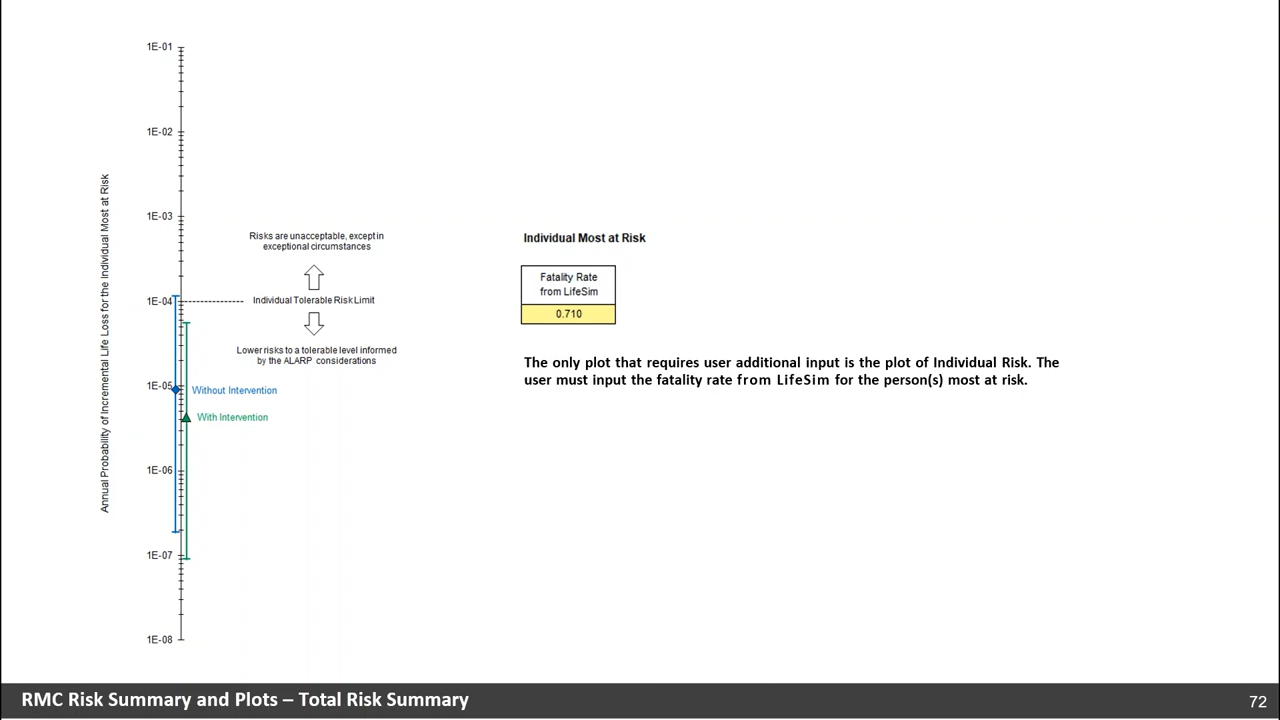 1E-01
1E-02
1E-03
1E-04
1E-05
1E-06
1E-07
1E-08
Annual Probability of Incremental Life Loss for the Individual Most at Risk
Risks are unacceptable, except in
exceptional circumstances
Individual Tolerable Risk Limit
Lower risks to a tolerable level informed
by the ALARP considerations
Without Intervention
With Intervention
Individual Most at Risk
Fatality Rate
from LifeSim
0.710
The only plot that requires user additional input is the plot of Individual Risk. The
user must input the fatality rate from LifeSim for the person(s) most at risk.
RMC Risk Summary and Plots – Total Risk Summary
72